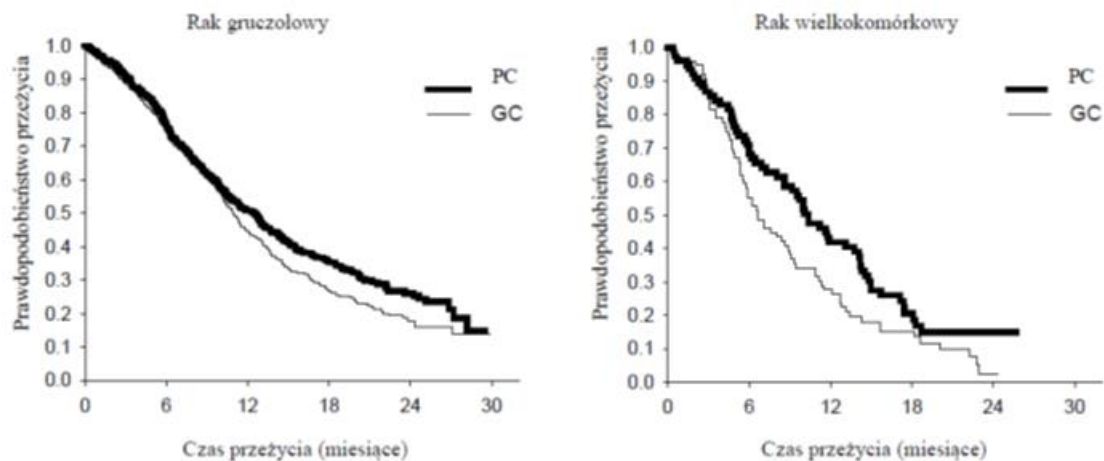 Rak gruczołowy
Prawdopodobieństwo przeżycia
1.0
0.9
0.8
0.7
0.6
0.5
0.4
0.3
0.2
0.1
0.0
PC
GC
0 6 12 18 24 30
Czas przeżycia (miesiące)
Rak wielkokomórkowy
Prawdopodobieństwo przeżycia
1.0
0.9
0.8
0.7
0.6
0.5
0.4
0.3
0.2
0.1
0.0
PC
GC
0 6 12 18 24 30
Czas przeżycia (miesiące)